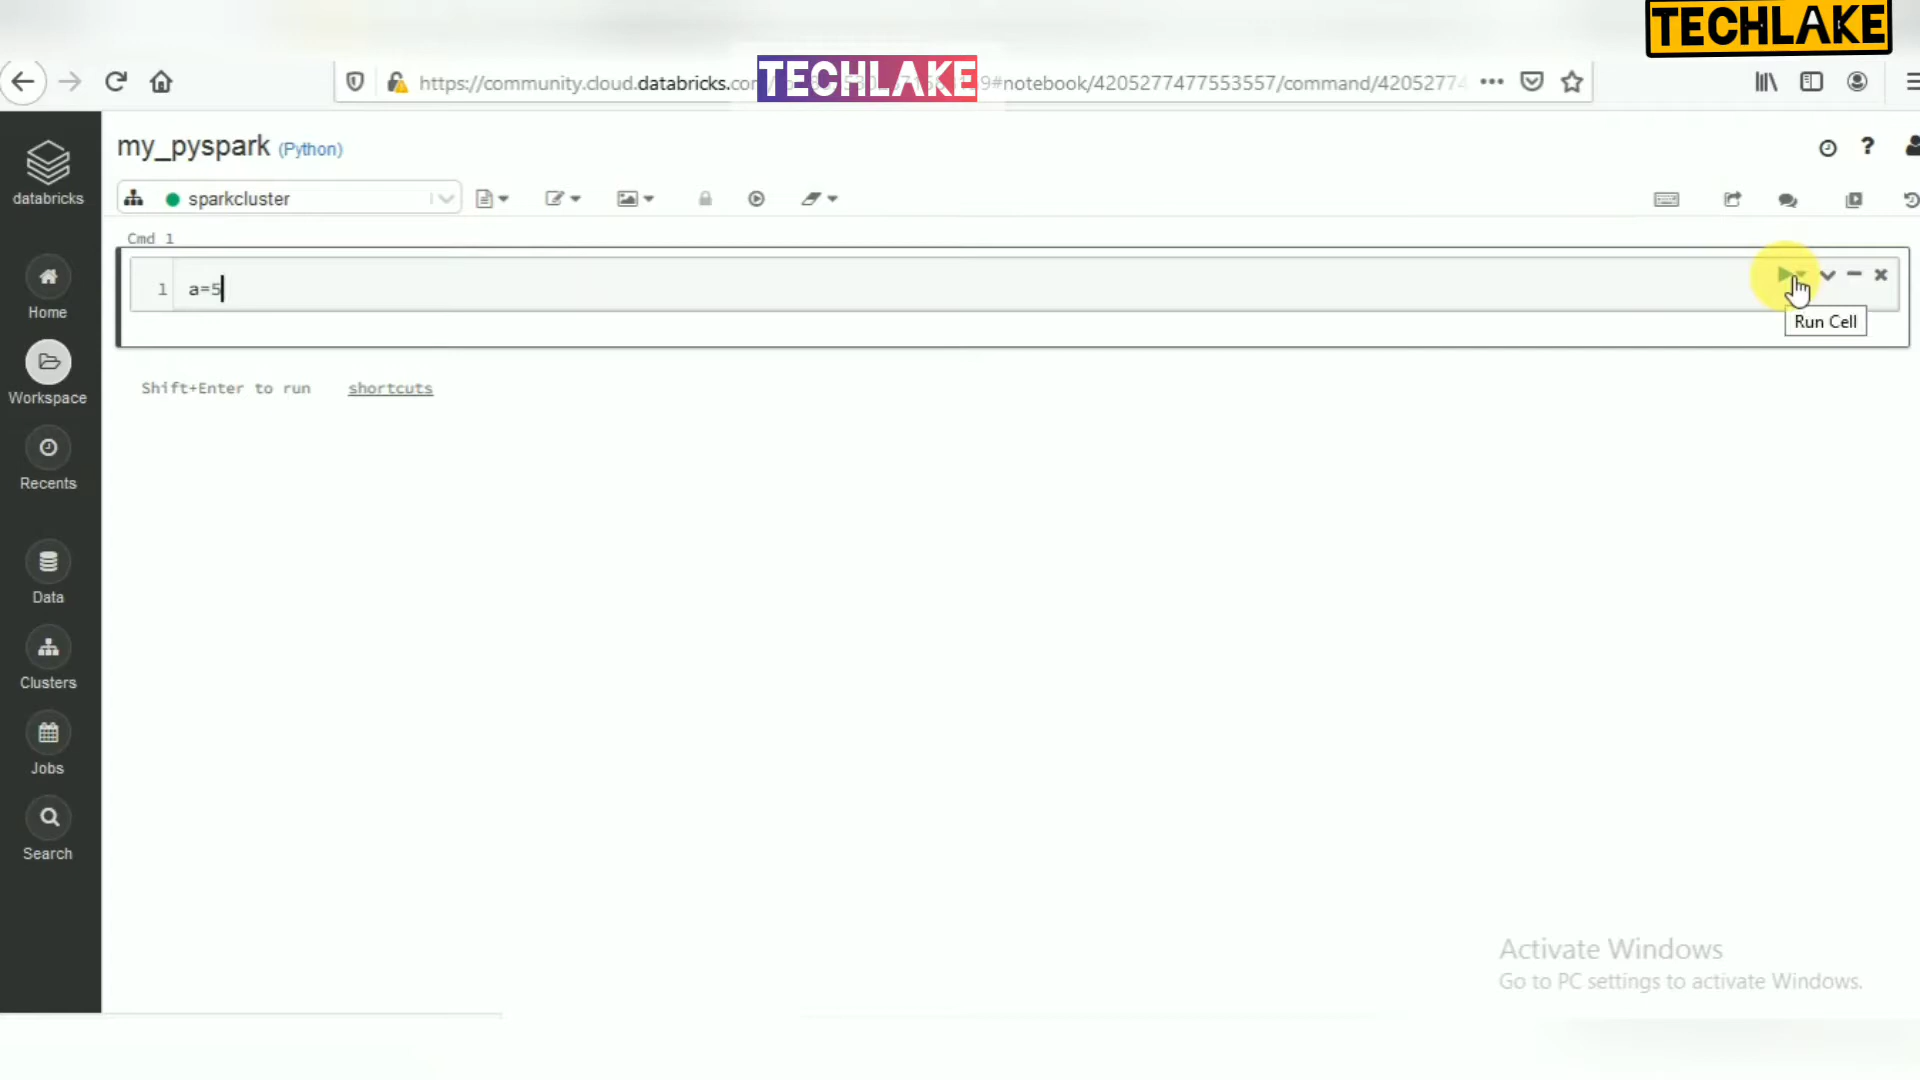 TECHLAKE
TECHLAKE
https://community.cloud.databricks.com
9#notebook/4205277477553557/command/42052774
databricks
my_pyspark (Python)
sparkcluster
Cmd 1
1 a=5
Run Cell
Shift+Enter to run shortcuts
Home
Workspace
Recents
Data
Clusters
Jobs
Search
Activate Windows
Go to PC settings to activate Windows.